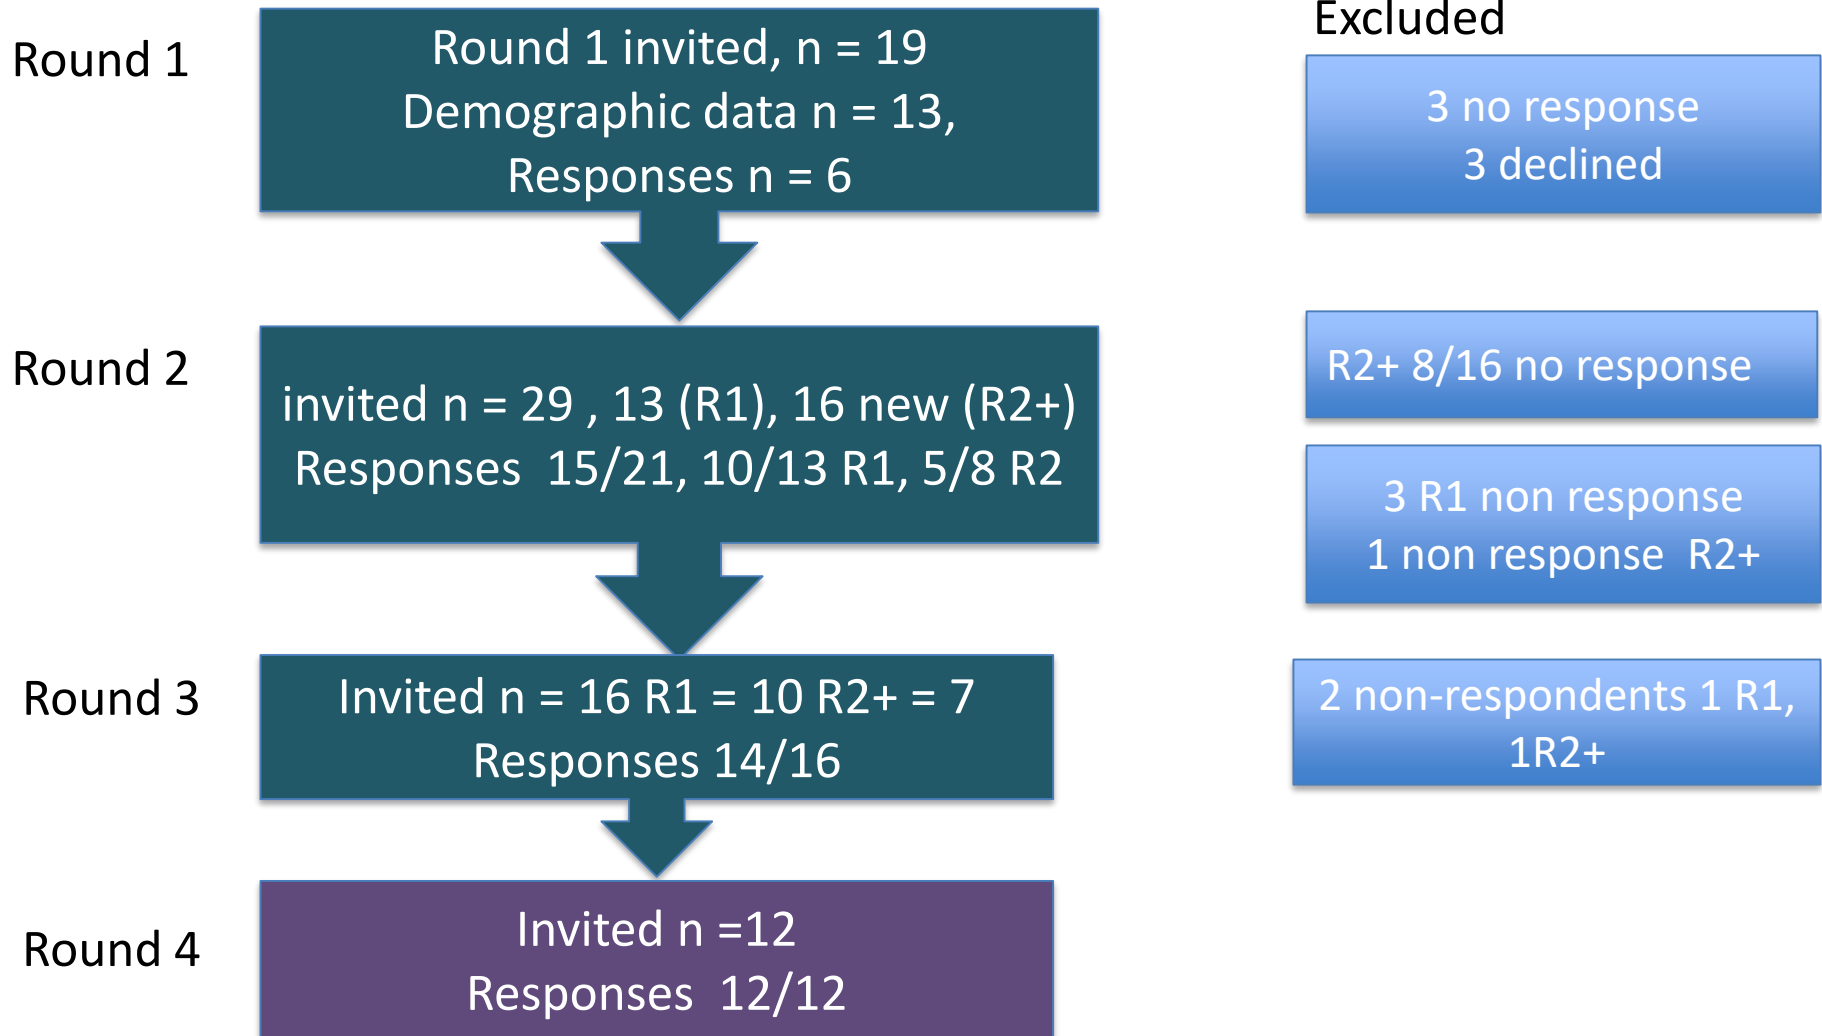 Round 1
Round 1 invited, n = 19
Demographic data n = 13,
Responses n = 6
Excluded
3 no response
3 declined
Round 2
invited n = 29 , 13 (R1), 16 new (R2+)
Responses 15/21, 10/13 R1, 5/8 R2
R2+ 8/16 no response
3 R1 non response
1 non response R2+
Round 3
Invited n = 16 R1 = 10 R2+ = 7
Responses 14/16
2 non-respondents 1 R1,
1R2+
Round 4
Invited n =12
Responses 12/12